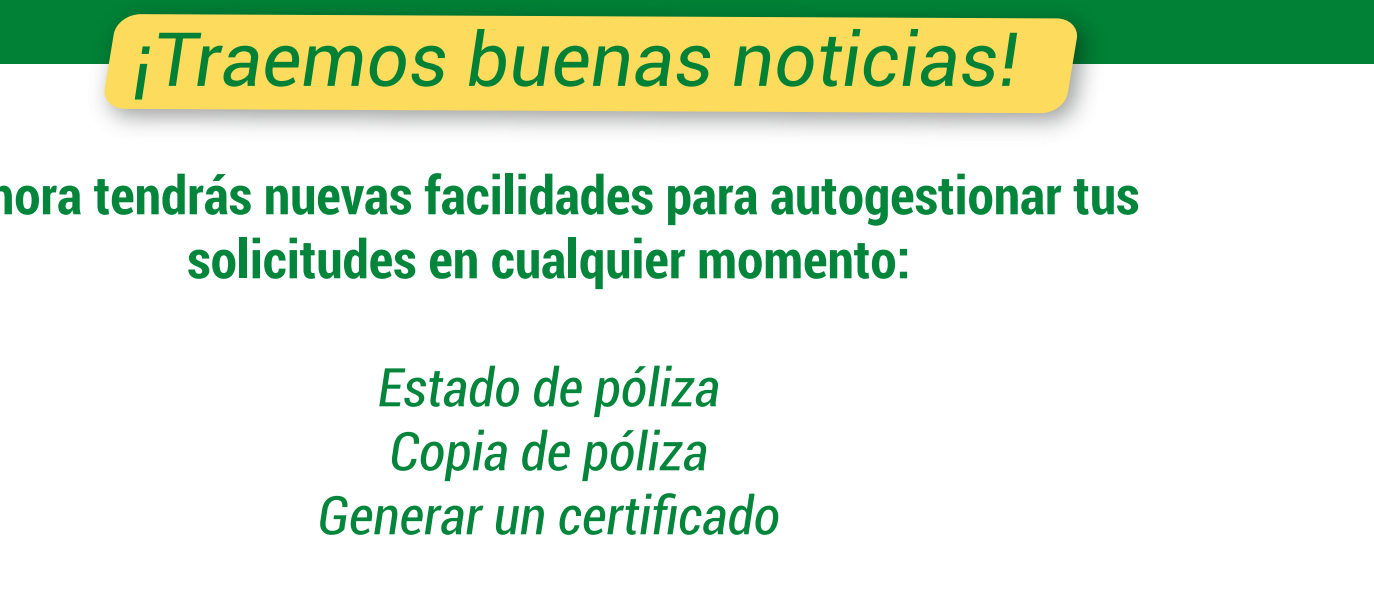 ¡Traemos buenas noticias!
hora tendrás nuevas facilidades para autogestionar tus
solicitudes en cualquier momento:
Estado de póliza
Copia de póliza
Generar un certificado